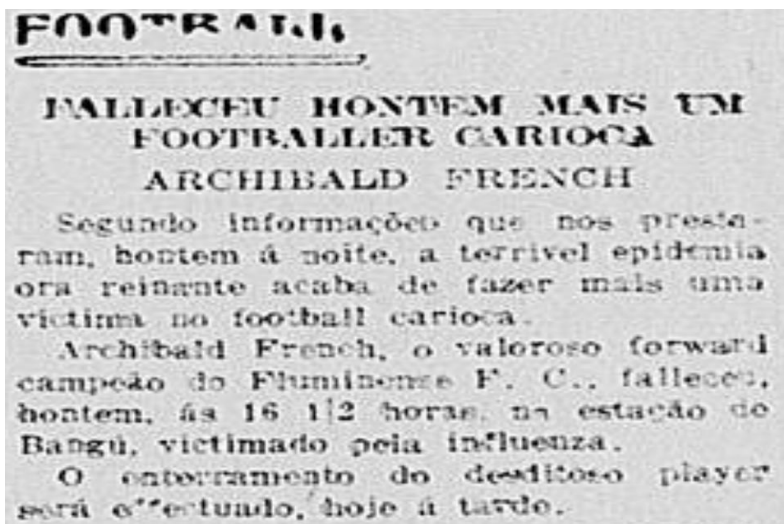 FOOTBALL
FALLECEU HONTEM MAIS UM
FOOTBALLER CARIOCA
ARCHIBALD FRENCH
Segundo informações que nos presta-
ram, hontem á noite, a terrivel epidemia
ora reinante acaba de fazer mais uma
victima no football carioca.
Archibald French, o valoroso forward
campeão do Fluminense F. C., falleceu,
hontem, ás 16 1|2 horas, na estação de
Bangú, victimado pela influenza.
O enterramento do desditoso player
será effectuado, hoje á tarde.